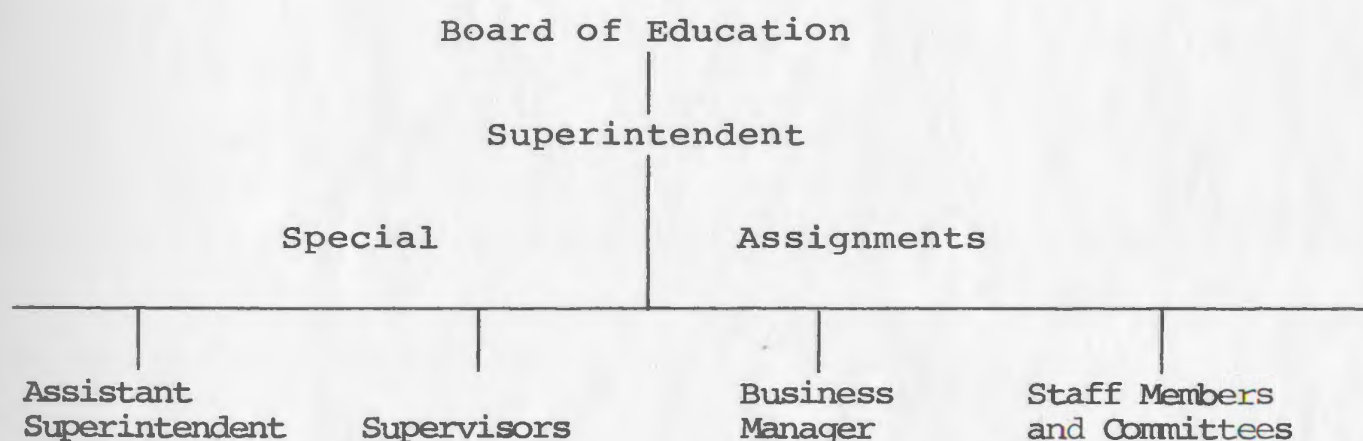 Board of Education
Superintendent
Special Assignments
Assistant
Superintendent
Supervisors
Business
Manager
Staff Members
and Committees